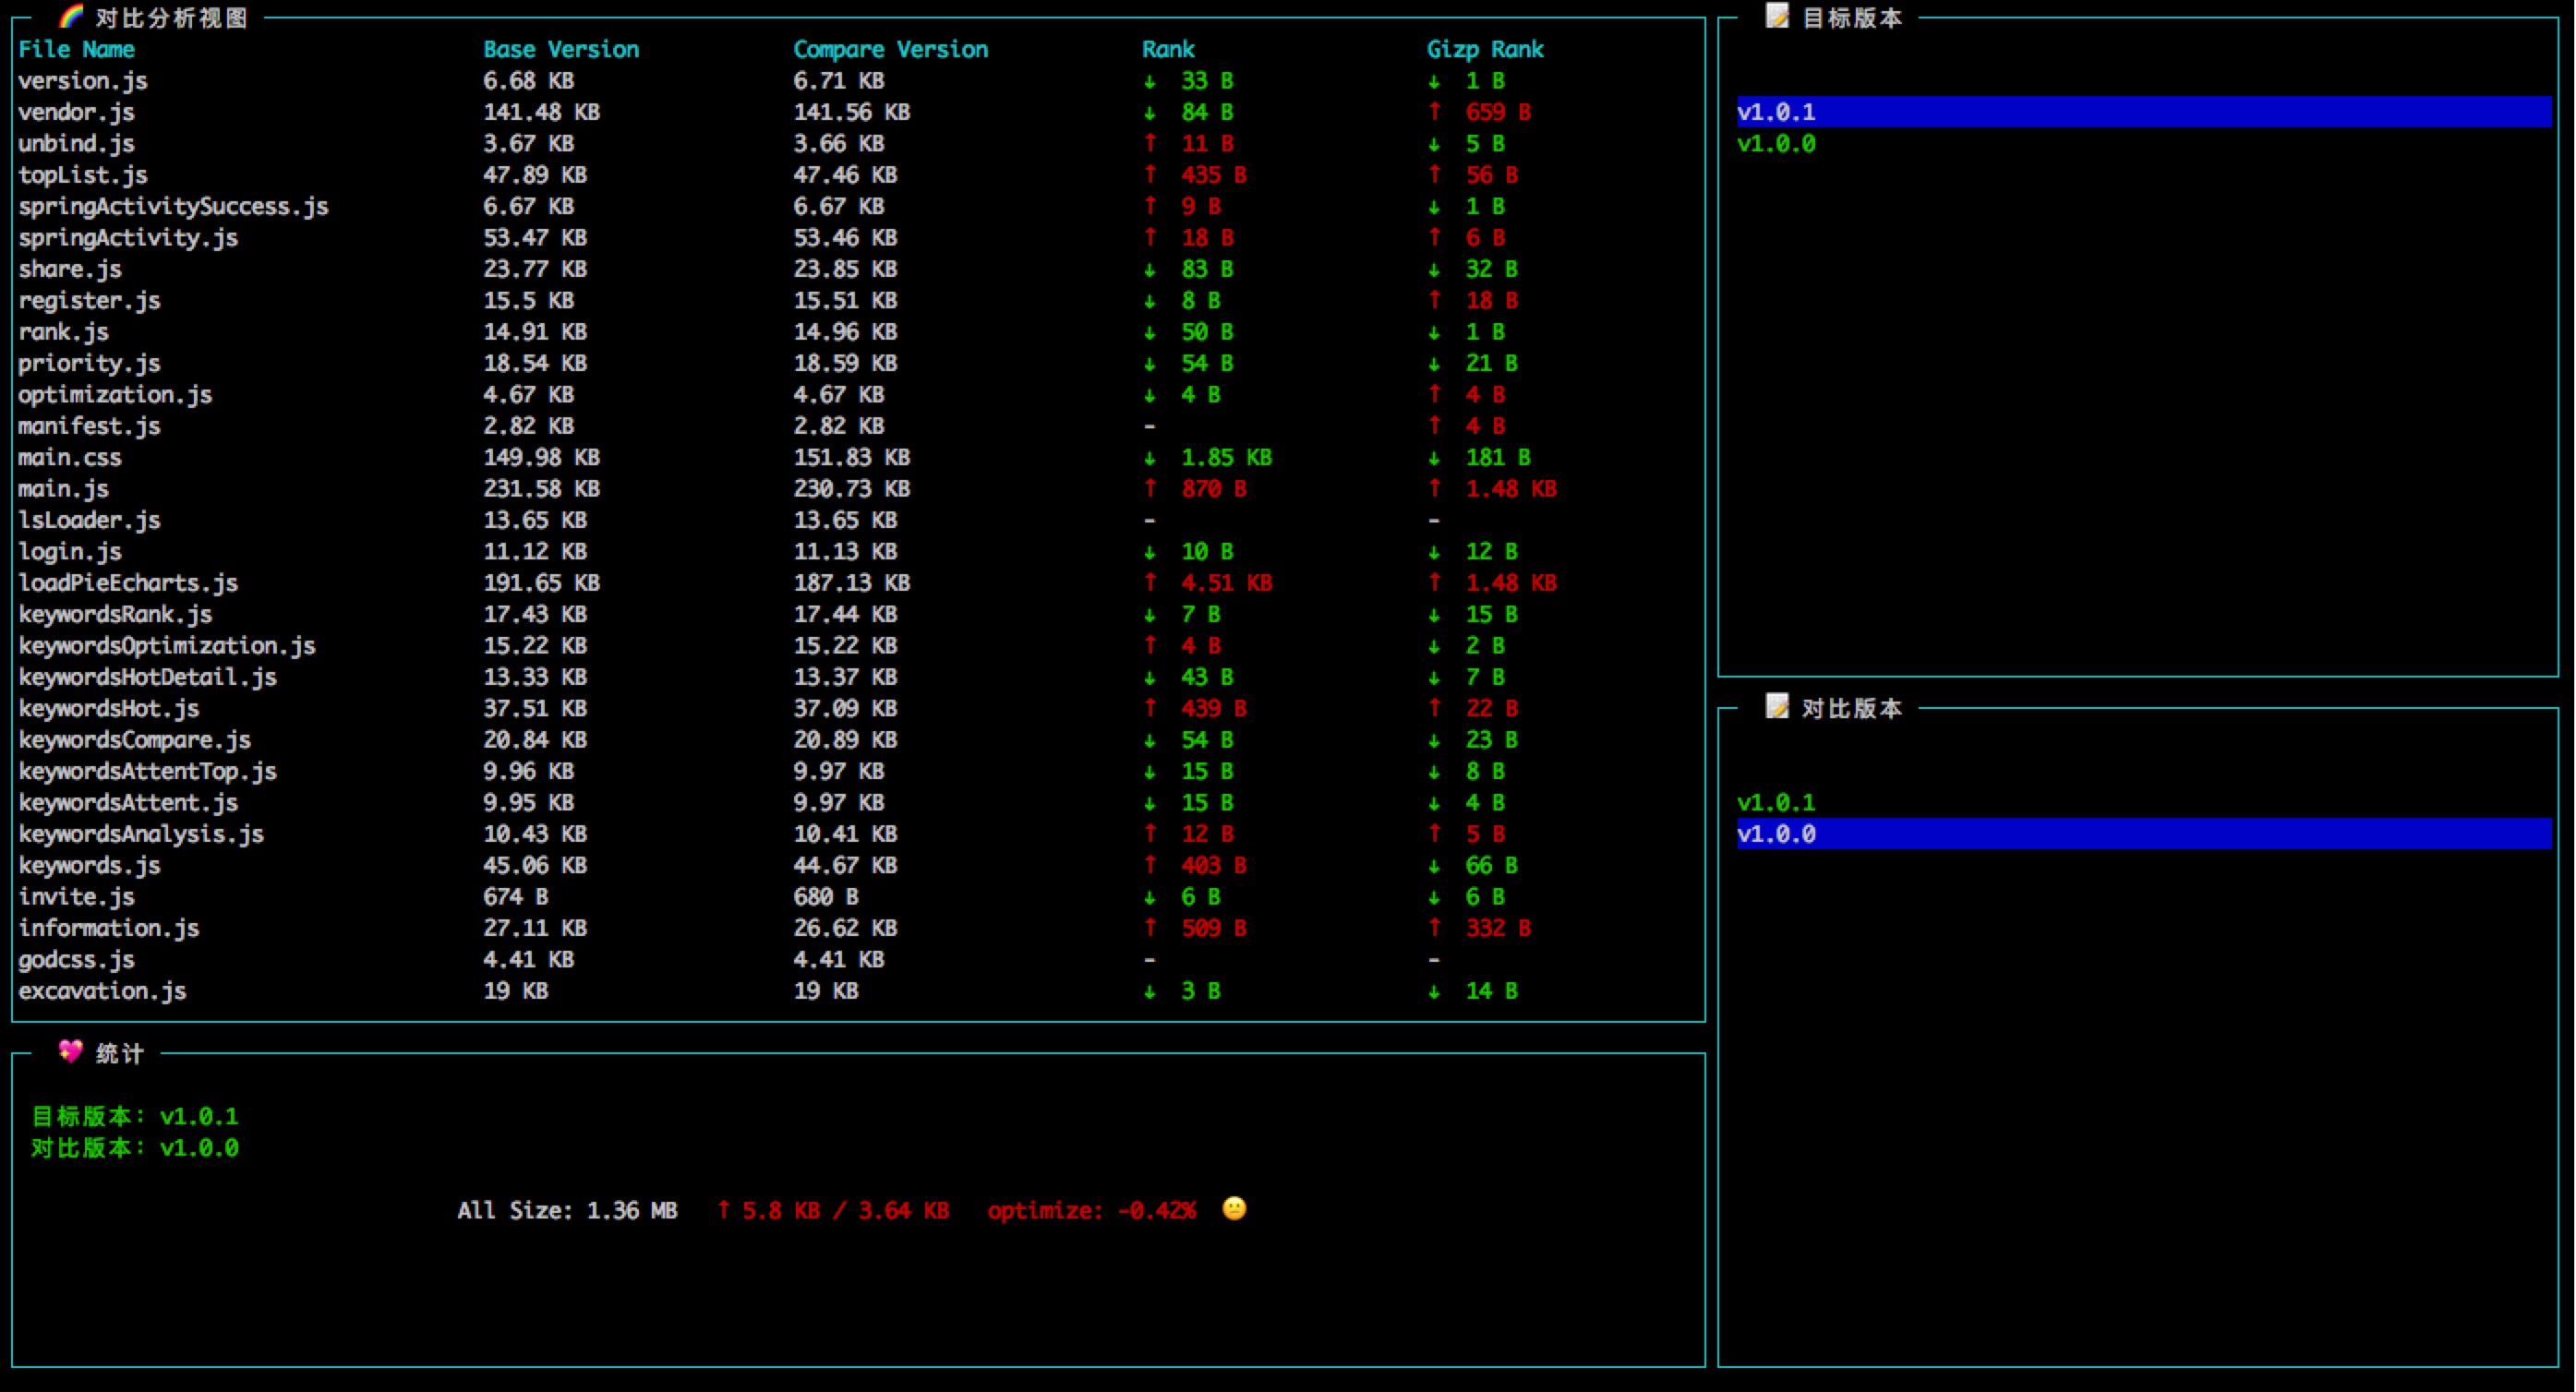 🌈 对比分析视图
File Name Base Version Compare Version Rank Gizp Rank
version.js 6.68 KB 6.71 KB ↓ 33 B ↓ 1 B
vendor.js 141.48 KB 141.56 KB ↓ 84 B ↑ 659 B
unbind.js 3.67 KB 3.66 KB ↑ 11 B ↓ 5 B
topList.js 47.89 KB 47.46 KB ↑ 435 B ↑ 56 B
springActivitySuccess.js 6.67 KB 6.67 KB ↑ 9 B ↓ 1 B
springActivity.js 53.47 KB 53.46 KB ↑ 18 B ↑ 6 B
share.js 23.77 KB 23.85 KB ↓ 83 B ↓ 32 B
register.js 15.5 KB 15.51 KB ↓ 8 B ↑ 18 B
rank.js 14.91 KB 14.96 KB ↓ 50 B ↓ 1 B
priority.js 18.54 KB 18.59 KB ↓ 54 B ↓ 21 B
optimization.js 4.67 KB 4.67 KB ↓ 4 B ↑ 4 B
manifest.js 2.82 KB 2.82 KB - ↑ 4 B
main.css 149.98 KB 151.83 KB ↓ 1.85 KB ↓ 181 B
main.js 231.58 KB 230.73 KB ↑ 870 B ↑ 1.48 KB
lsLoader.js 13.65 KB 13.65 KB - -
login.js 11.12 KB 11.13 KB ↓ 10 B ↓ 12 B
loadPieEcharts.js 191.65 KB 187.13 KB ↑ 4.51 KB ↑ 1.48 KB
keywordsRank.js 17.43 KB 17.44 KB ↓ 7 B ↓ 15 B
keywordsOptimization.js 15.22 KB 15.22 KB ↑ 4 B ↓ 2 B
keywordsHotDetail.js 13.33 KB 13.37 KB ↓ 43 B ↓ 7 B
keywordsHot.js 37.51 KB 37.09 KB ↑ 439 B ↑ 22 B
keywordsCompare.js 20.84 KB 20.89 KB ↓ 54 B ↓ 23 B
keywordsAttentTop.js 9.96 KB 9.97 KB ↓ 15 B ↓ 8 B
keywordsAttent.js 9.95 KB 9.97 KB ↓ 15 B ↓ 4 B
keywordsAnalysis.js 10.43 KB 10.41 KB ↑ 12 B ↑ 5 B
keywords.js 45.06 KB 44.67 KB ↑ 403 B ↓ 66 B
invite.js 674 B 680 B ↓ 6 B ↓ 6 B
information.js 27.11 KB 26.62 KB ↑ 509 B ↑ 332 B
godcss.js 4.41 KB 4.41 KB - -
excavation.js 19 KB 19 KB ↓ 3 B ↓ 14 B
💖 统计
目标版本: v1.0.1
对比版本: v1.0.0
All Size: 1.36 MB ↑ 5.8 KB / 3.64 KB optimize: -0.42% 😕
📝 目标版本
v1.0.1
v1.0.0
📝 对比版本
v1.0.1
v1.0.0